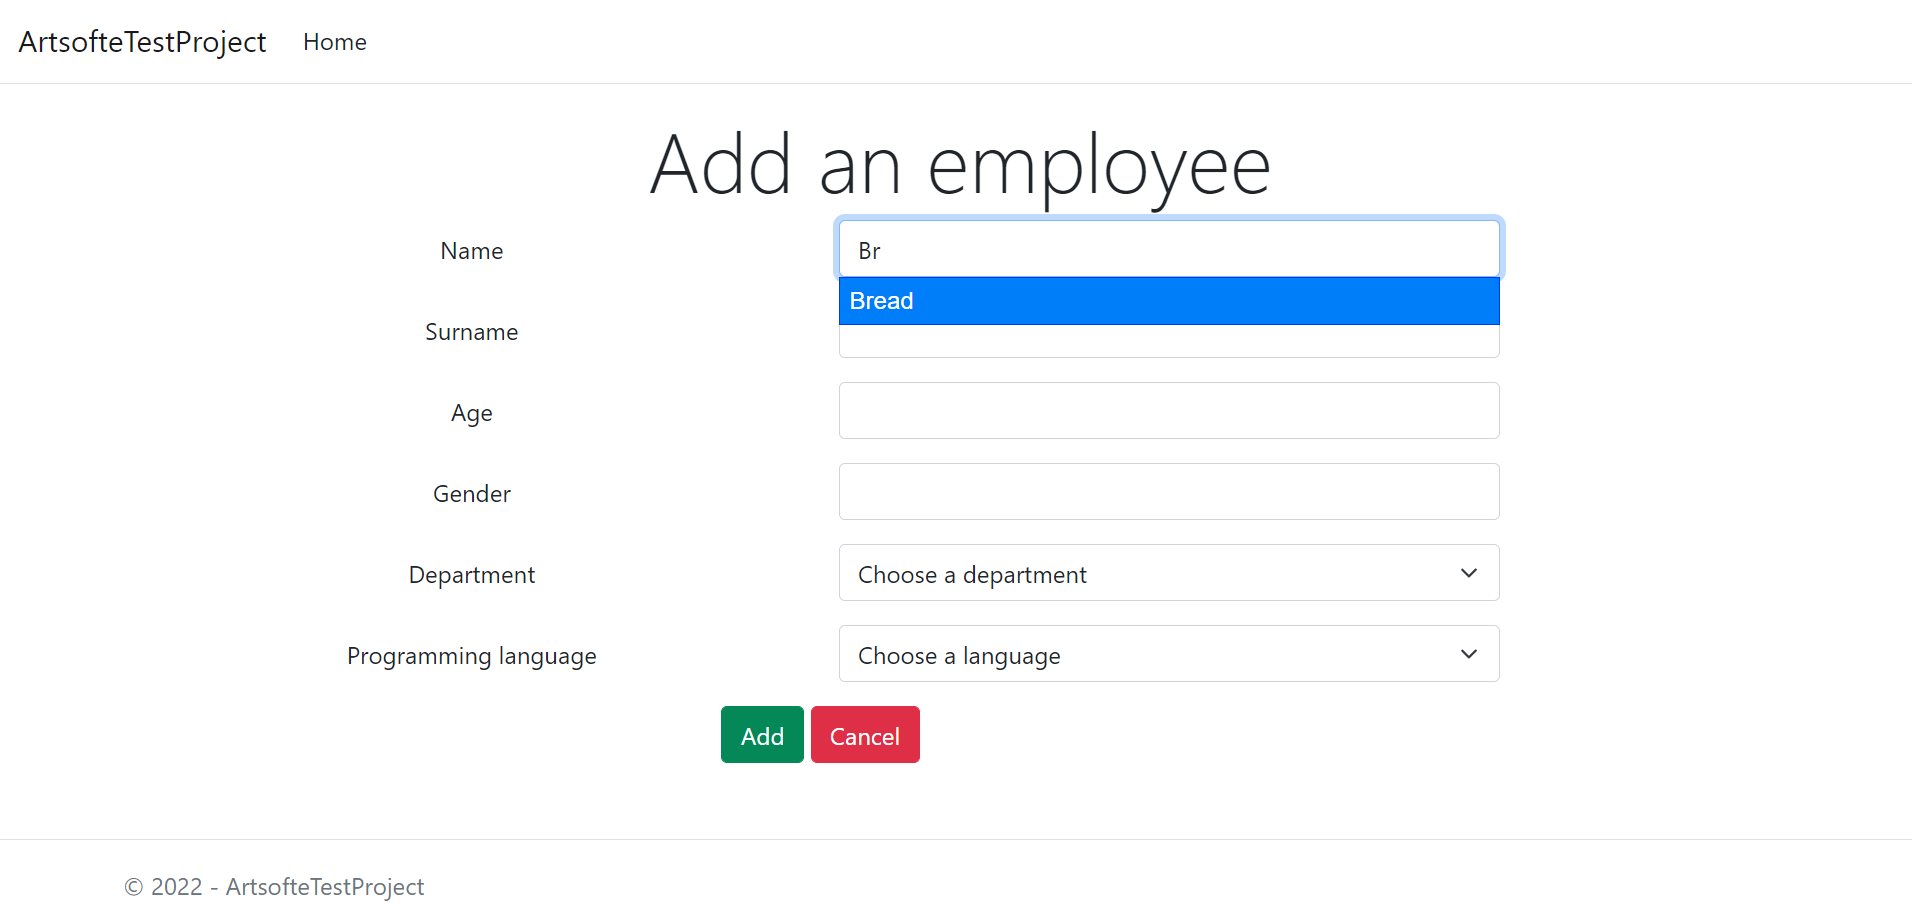 ArtsofteTestProject Home
Add an employee
Name Br
Bread
Surname
Age
Gender
Department Choose a department
Programming language Choose a language
Add Cancel
© 2022 - ArtsofteTestProject